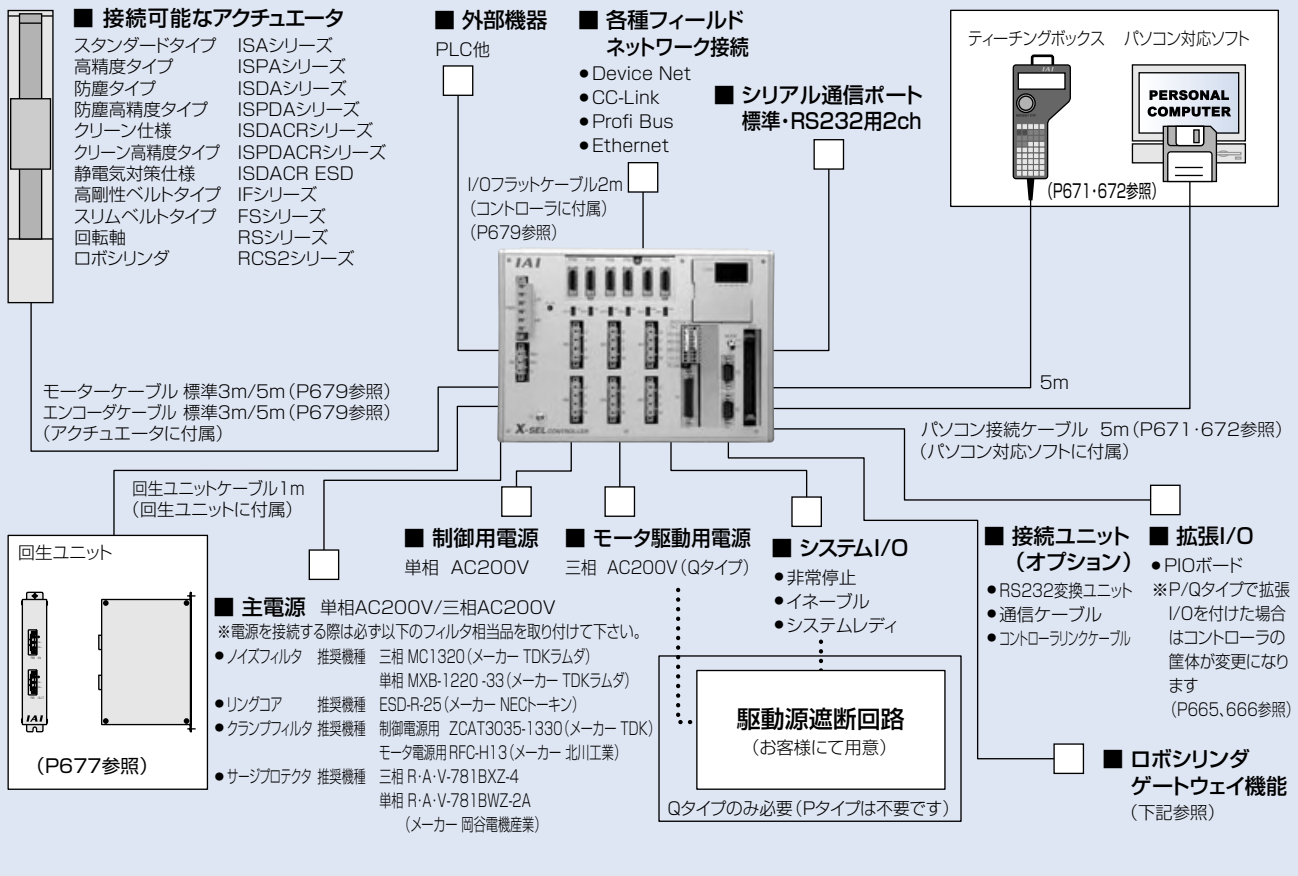 ■ 接続可能なアクチュエータ
スタンダードタイプ ISAシリーズ
高精度タイプ ISPAシリーズ
防塵タイプ ISDAシリーズ
防塵高精度タイプ ISPDAシリーズ
クリーン仕様 ISDACRシリーズ
クリーン高精度タイプ ISPDACRシリーズ
静電気対策仕様 ISDACR ESD
高剛性ベルトタイプ IFシリーズ
スリムベルトタイプ FSシリーズ
回転軸 RSシリーズ
ロボシリンダ RCS2シリーズ
■ 外部機器
PLC他
■ 各種フィールド
ネットワーク接続
●Device Net
●CC-Link
●Profi Bus
●Ethernet
■ シリアル通信ポート
標準・RS232用2ch
ティーチングボックス パソコン対応ソフト
IAI
PERSONAL
COMPUTER
(P671・672参照)
I/Oフラットケーブル2m
(コントローラに付属)
(P679参照)
IAI
X-SEL CONTROLLER
モーターケーブル 標準3m/5m(P679参照)
エンコーダケーブル 標準3m/5m(P679参照)
(アクチュエータに付属)
5m
パソコン接続ケーブル 5m(P671・672参照)
(パソコン対応ソフトに付属)
回生ユニットケーブル1m
(回生ユニットに付属)
回生ユニット
IAI
(P677参照)
■ 制御用電源
単相 AC200V
■ モータ駆動用電源
三相 AC200V(Qタイプ)
■ システムI/O
●非常停止
●イネーブル
●システムレディ
■ 接続ユニット
(オプション)
●RS232変換ユニット
●通信ケーブル
●コントローラリンクケーブル
■ 拡張I/O
●PIOボード
※P/Qタイプで拡張
I/Oを付けた場合
はコントローラの
筐体が変更になり
ます
(P665、666参照)
■ 主電源 単相AC200V/三相AC200V
※電源を接続する際は必ず以下のフィルタ相当品を取り付けて下さい。
●ノイズフィルタ 推奨機種 三相 MC1320(メーカー TDKラムダ)
単相 MXB-1220 -33(メーカー TDKラムダ)
●リングコア 推奨機種 ESD-R-25(メーカー NECトーキン)
●クランプフィルタ 推奨機種 制御電源用 ZCAT3035-1330(メーカー TDK)
モータ電源用RFC-H13(メーカー 北川工業)
●サージプロテクタ 推奨機種 三相 R・A・V-781BXZ-4
単相 R・A・V-781BWZ-2A
(メーカー 岡谷電機産業)
駆動源遮断回路
(お客様にて用意)
Qタイプのみ必要(Pタイプは不要です)
■ ロボシリンダ
ゲートウェイ機能
(下記参照)